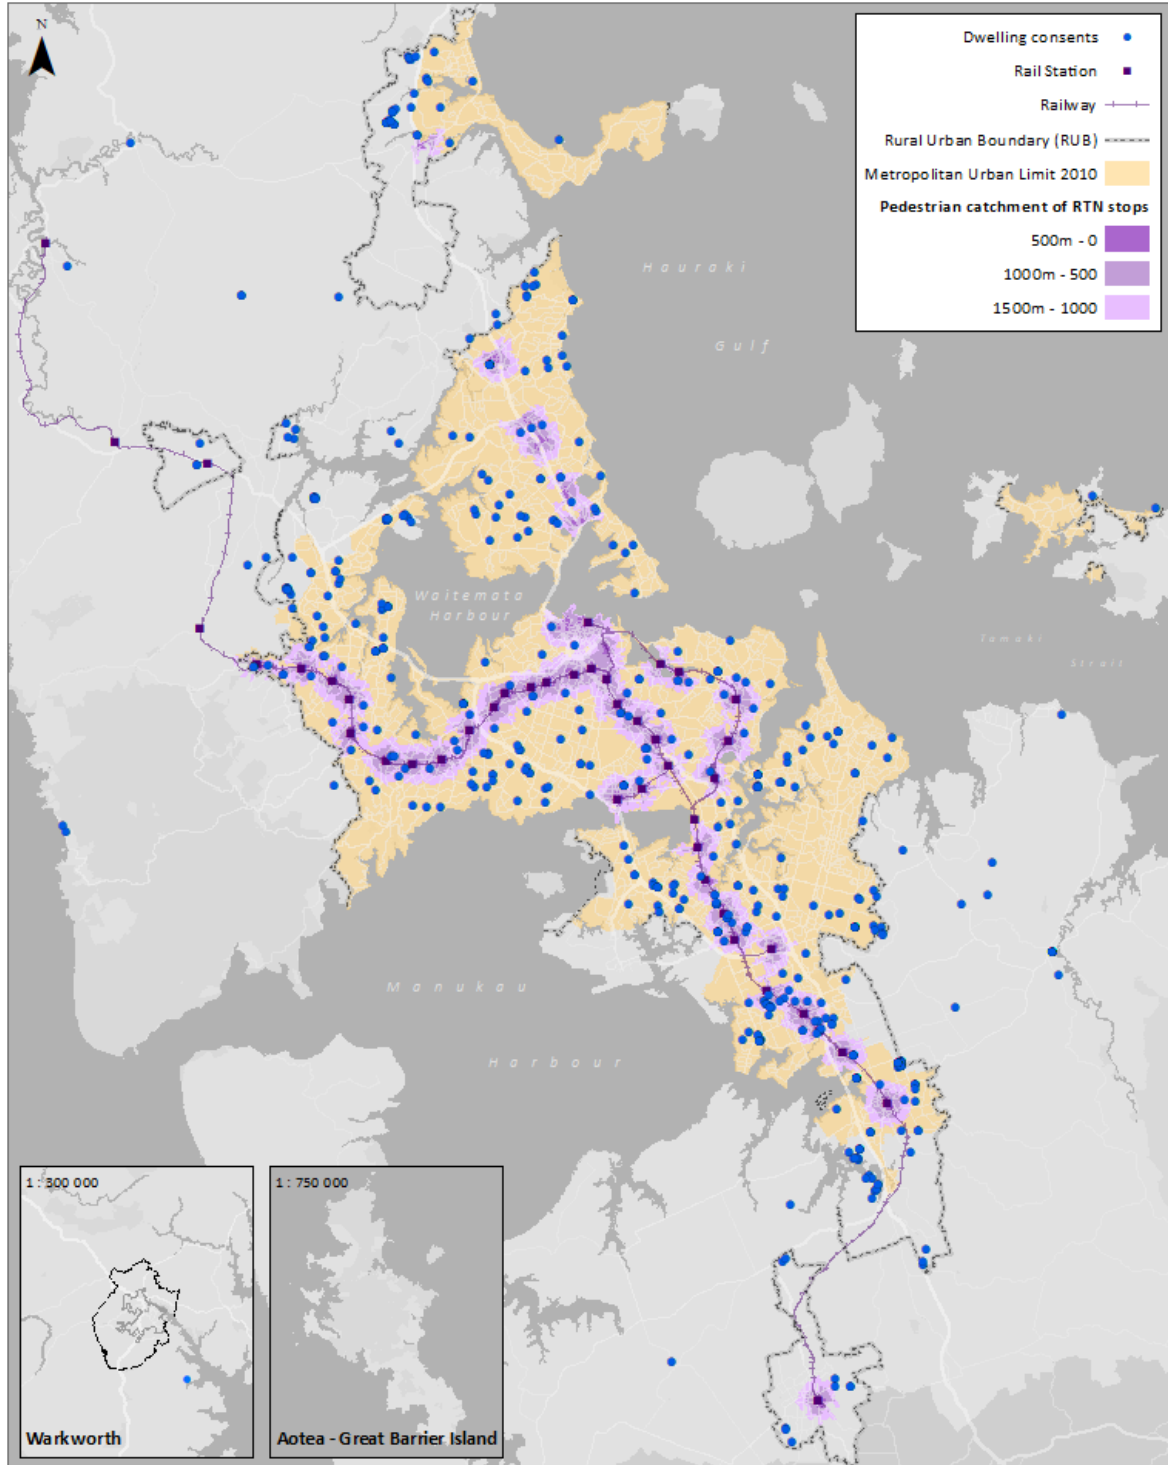 N
Dwelling consents
Rail Station
Railway
Rural Urban Boundary (RUB)
Metropolitan Urban Limit 2010
Pedestrian catchment of RTN stops
500m - 0
1000m - 500
1500m - 1000
Hauraki
Gulf
Waitemata
Harbour
Tamaki
Strait
Manukau
Harbour
1 : 300 000
Warkworth
1 : 750 000
Aotea - Great Barrier Island